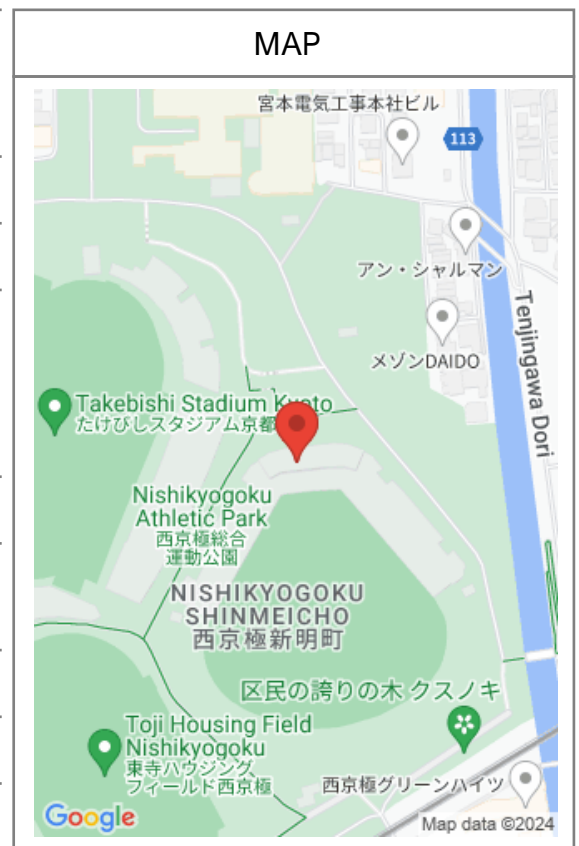 MAP
宮本電気工事本社ビル
113
アン・シャルマン
メゾンDAIDO
Tenjingawa Dori
Takebishi Stadium Kyoto
たけびしスタジアム京都
Nishikyogoku
Athletic Park
西京極総合
運動公園
NISHIKYOGOKU
SHINMEICHO
西京極新明町
区民の誇りの木 クスノキ
Toji Housing Field
Nishikyogoku
東寺ハウジング
フィールド西京極
西京極グリーンハイツ
Google
Map data ©2024